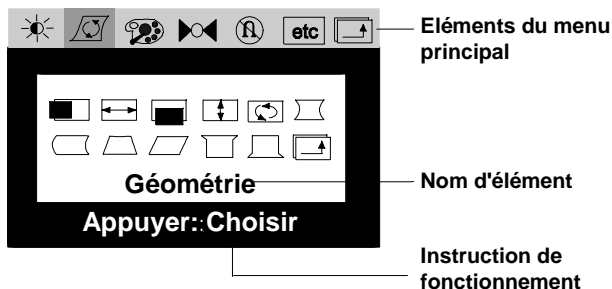 etc
Eléments du menu
principal
Géométrie
Nom d'élément
Appuyer::Choisir
Instruction de
fonctionnement